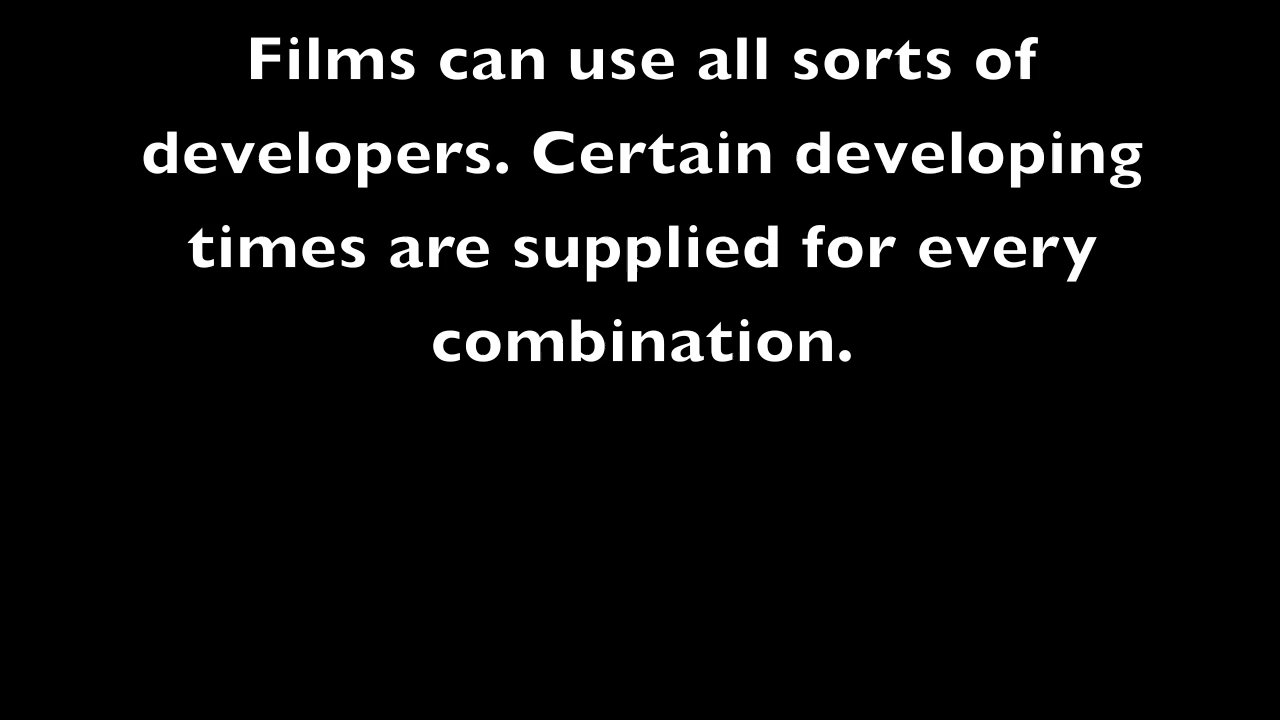 Films can use all sorts of
developers. Certain developing
times are supplied for every
combination.